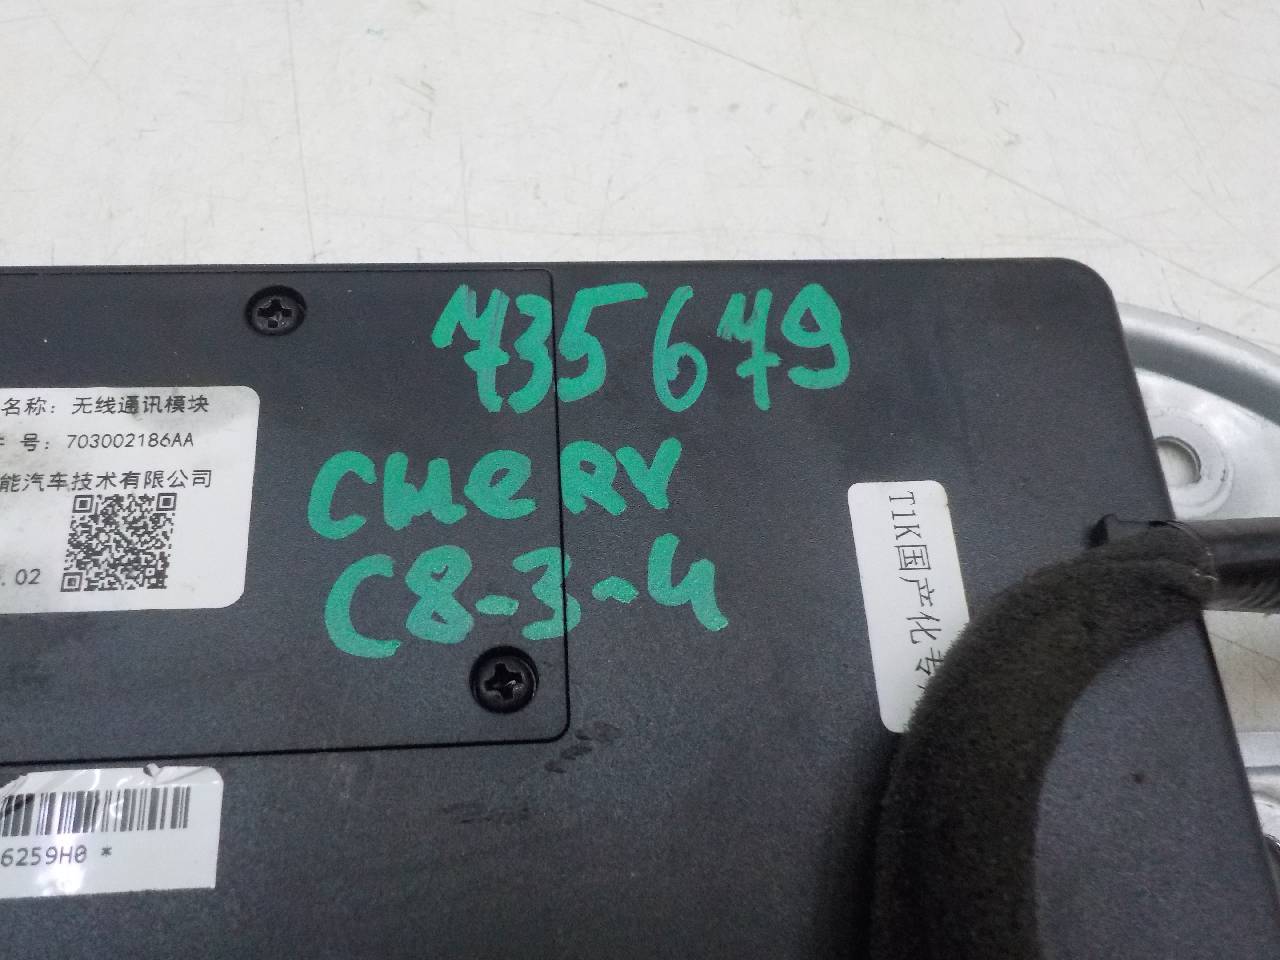 735679
CHERY
C8-3-4
名称: 无线通讯模块
号: 703002186AA
能汽车技术有限公司
.02
6259H0 *
T1K国产化专